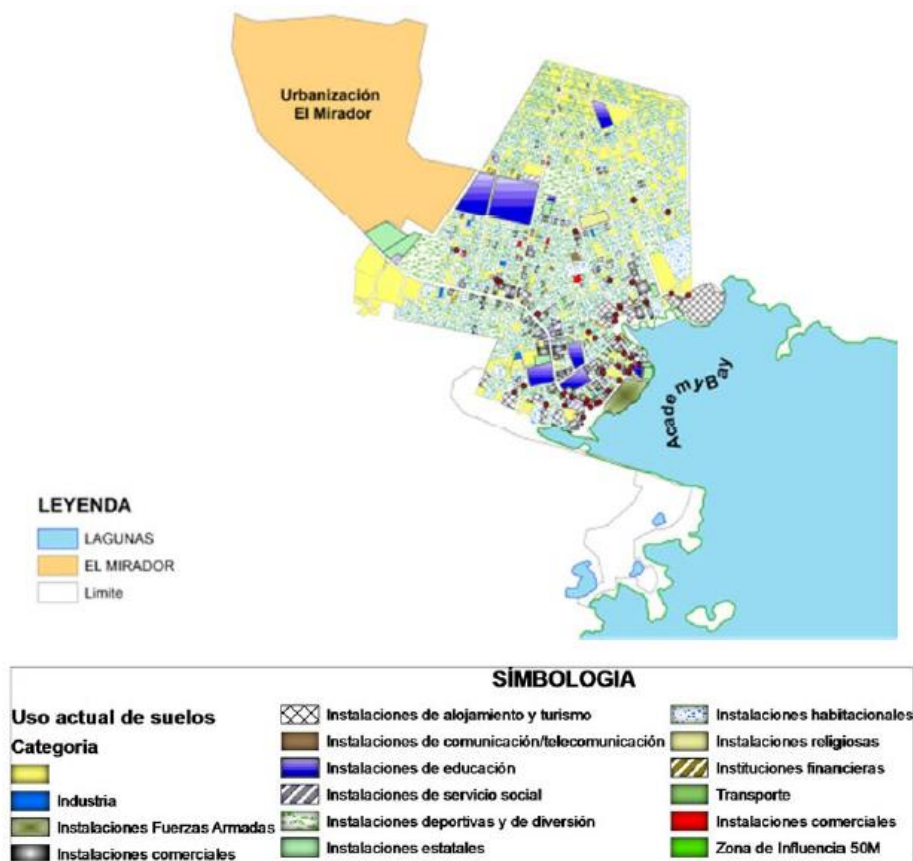 Urbanización
El Mirador
AcademyBay
LEYENDA
LAGUNAS
EL MIRADOR
Limite
SÍMBOLOGIA
Uso actual de suelos
Categoria
Industria
Instalaciones Fuerzas Armadas
Instalaciones comerciales
Instalaciones de alojamiento y turismo
Instalaciones de comunicación/telecomunicación
Instalaciones de educación
Instalaciones de servicio social
Instalaciones deportivas y de diversión
Instalaciones estatales
Instalaciones habitacionales
Instalaciones religiosas
Instituciones financieras
Transporte
Instalaciones comerciales
Zona de Influencia 50M